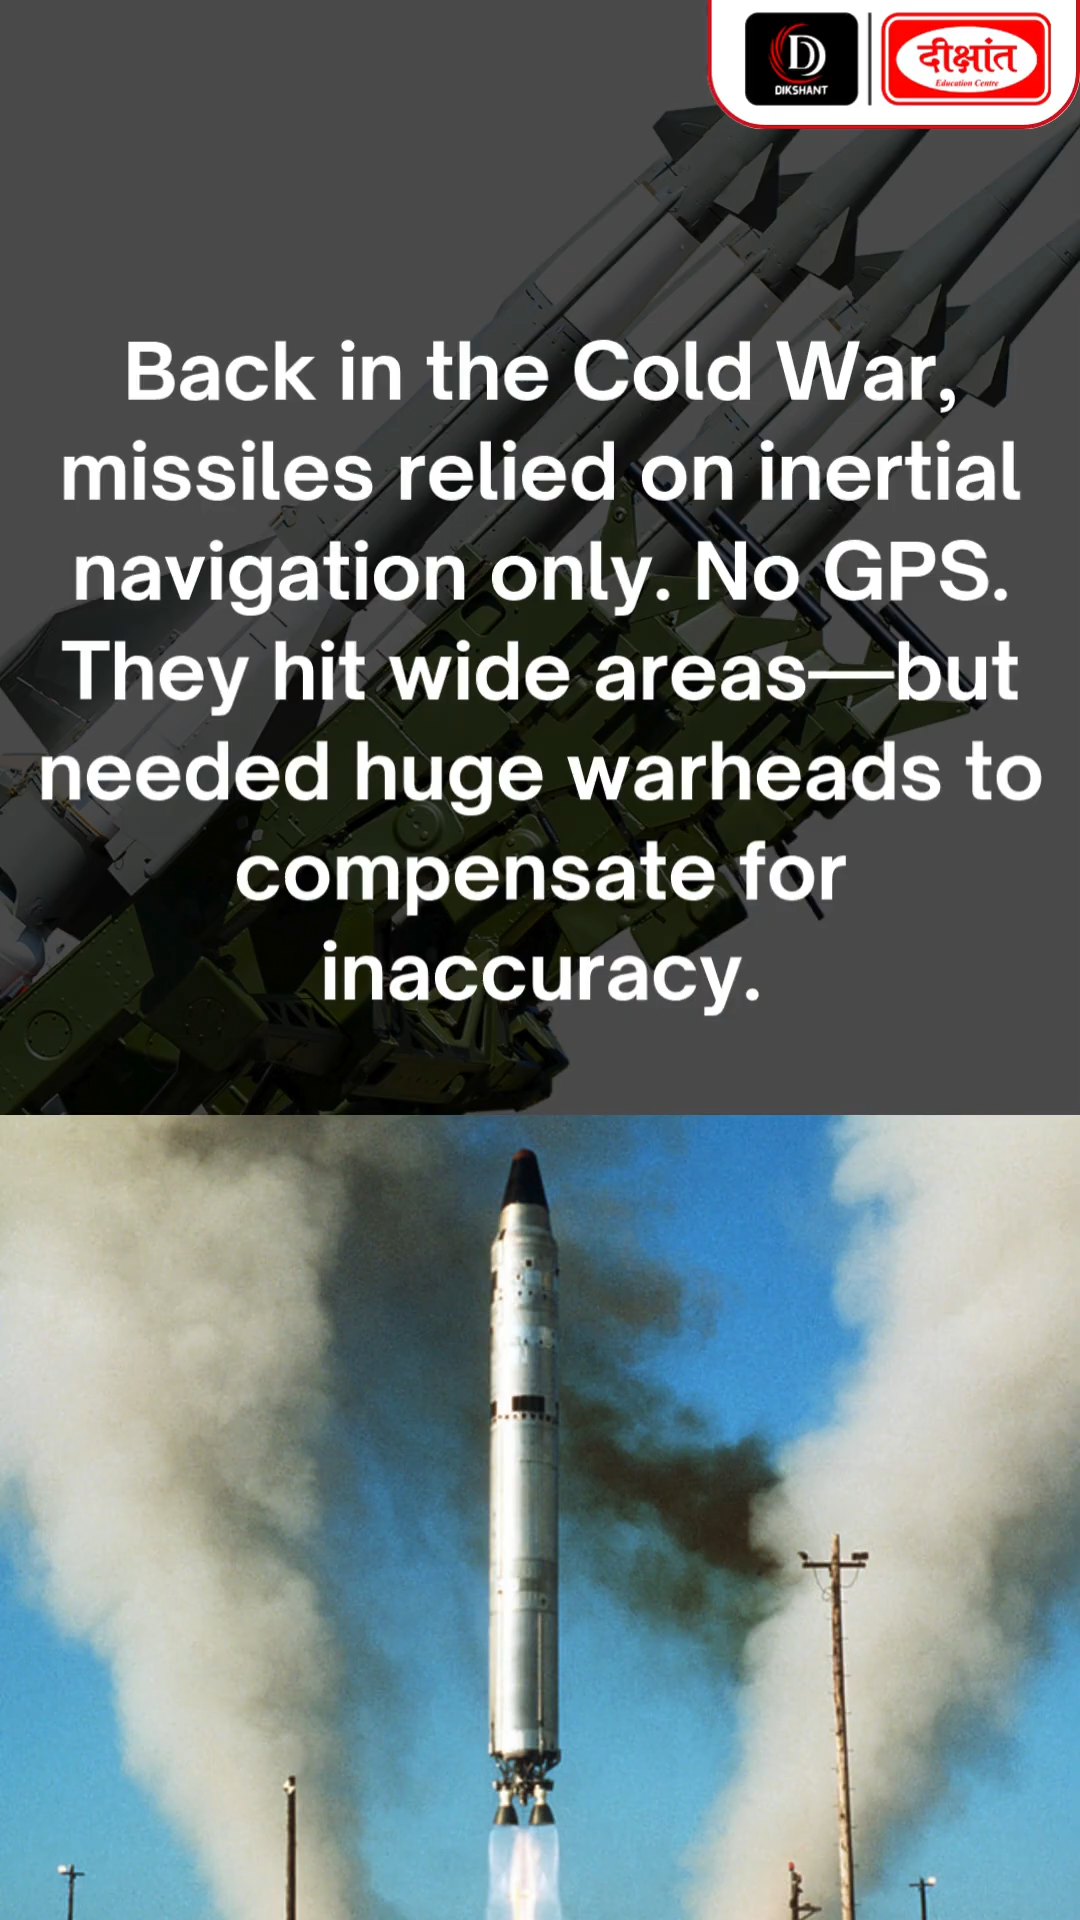 DIKSHANT
दीक्षांत
Education Centre
Back in the Cold War,
missiles relied on inertial
navigation only. No GPS.
They hit wide areas—but
needed huge warheads to
compensate for
inaccuracy.